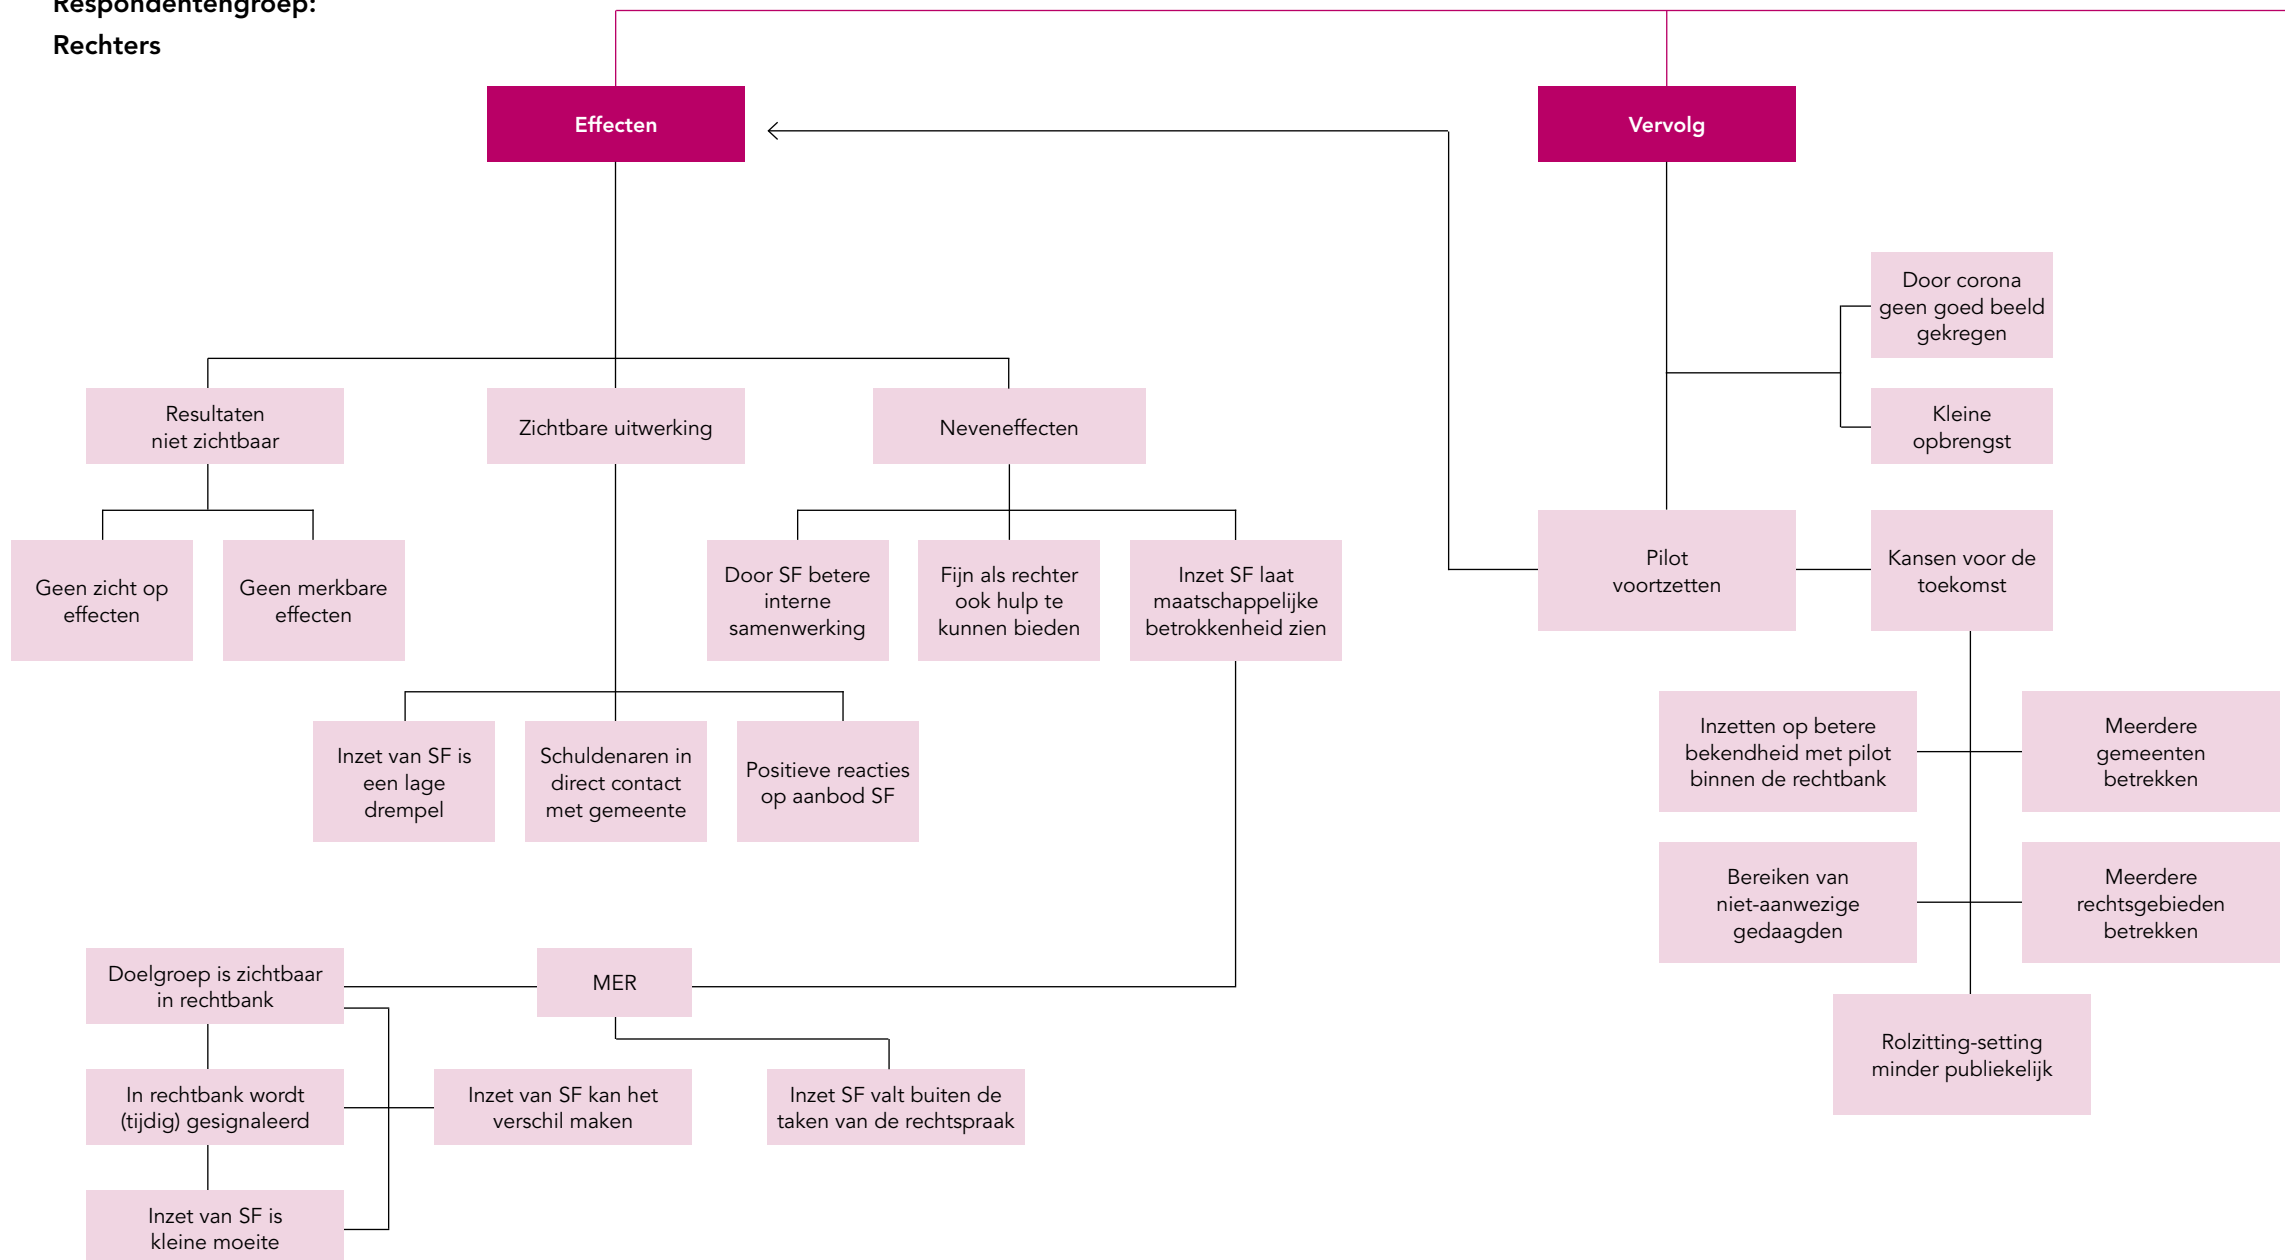 Respondentengroep:
Rechters
Effecten
Vervolg
Door corona
geen goed beeld
gekregen
Kleine
opbrengst
Resultaten
niet zichtbaar
Zichtbare uitwerking
Neveneffecten
Geen zicht op
effecten
Geen merkbare
effecten
Door SF betere
interne
samenwerking
Fijn als rechter
ook hulp te
kunnen bieden
Inzet SF laat
maatschappelijke
betrokkenheid zien
Pilot
voortzetten
Kansen voor de
toekomst
Inzet van SF is
een lage
drempel
Schuldenaren in
direct contact
met gemeente
Positieve reacties
op aanbod SF
Inzetten op betere
bekendheid met pilot
binnen de rechtbank
Meerdere
gemeenten
betrekken
Bereiken van
niet-aanwezige
gedaagden
Meerdere
rechtsgebieden
betrekken
Doelgroep is zichtbaar
in rechtbank
MER
Rolzitting-setting
minder publiekelijk
In rechtbank wordt
(tijdig) gesignaleerd
Inzet van SF kan het
verschil maken
Inzet SF valt buiten de
taken van de rechtspraak
Inzet van SF is
kleine moeite